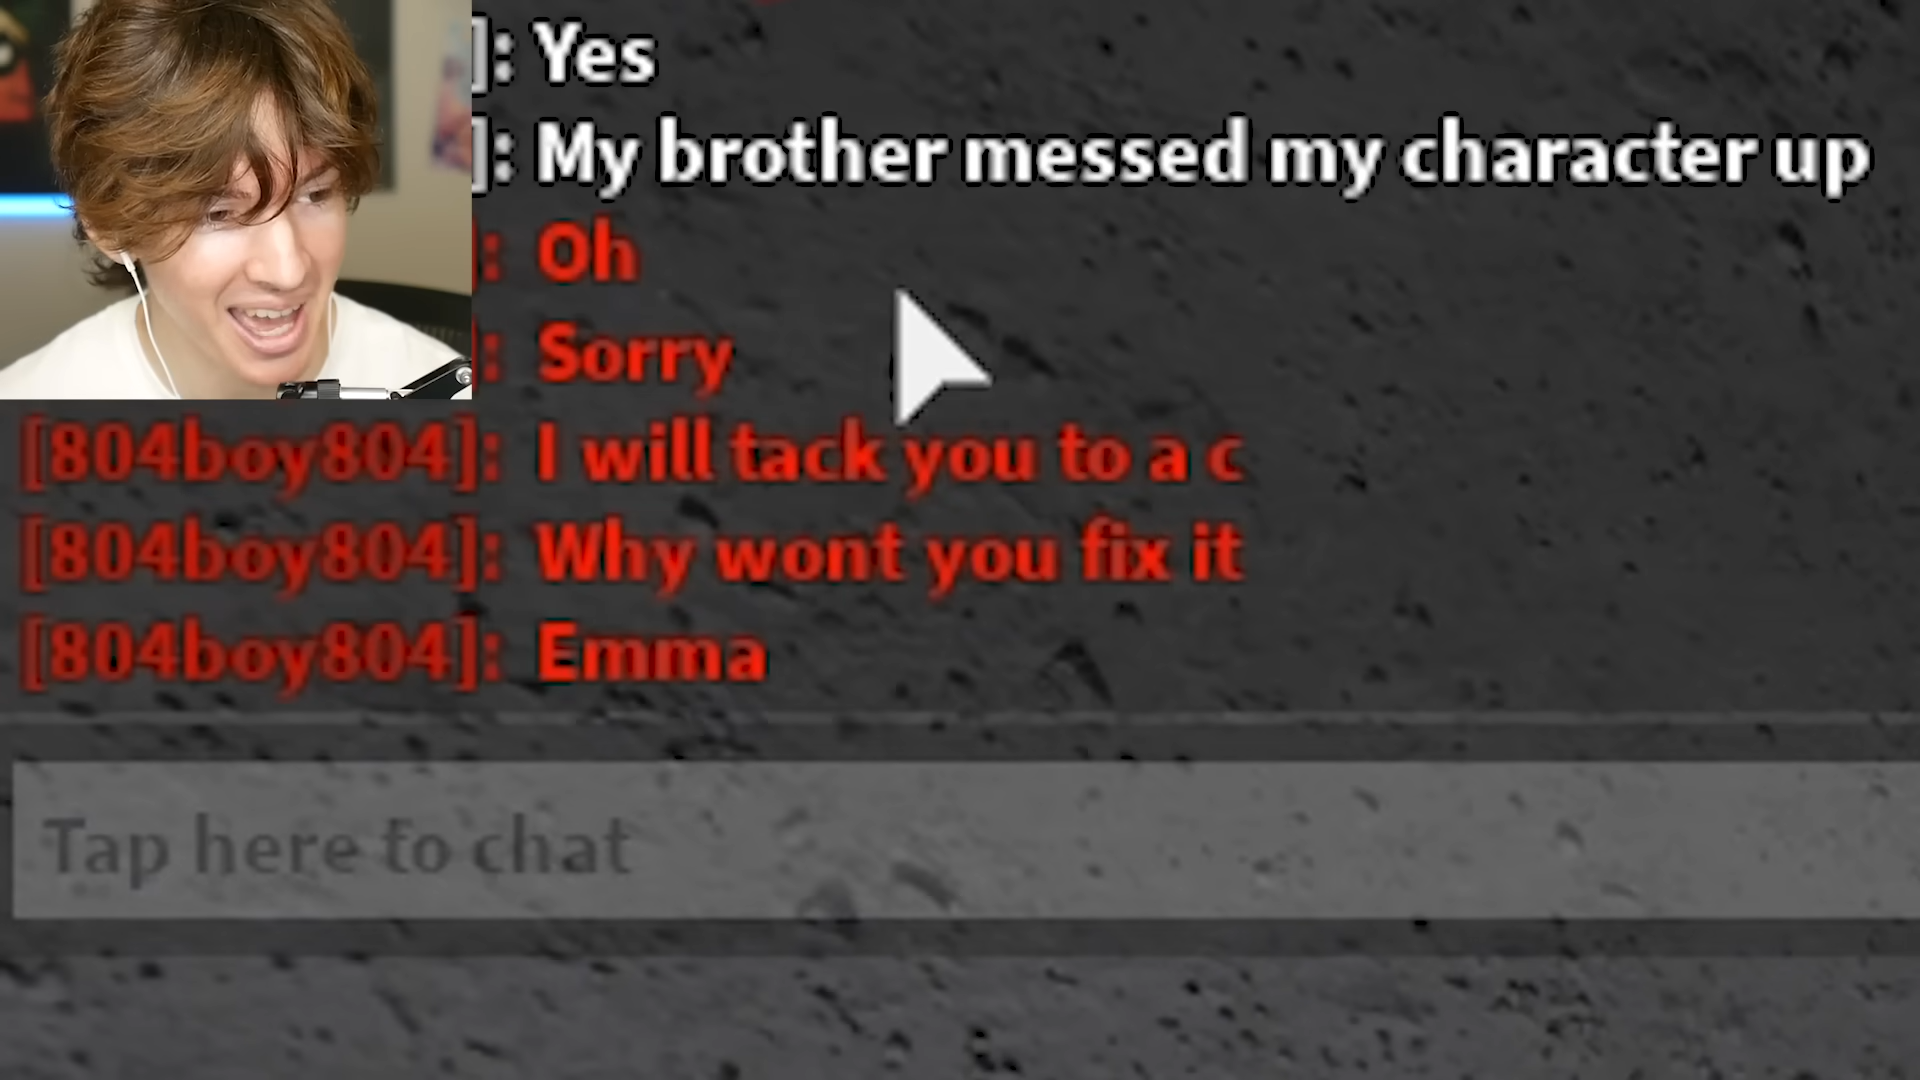 ]: Yes
]: My brother messed my character up
: Oh
: Sorry
[804boy804]: I will tack you to a c
[804boy804]: Why wont you fix it
[804boy804]: Emma
Tap here to chat